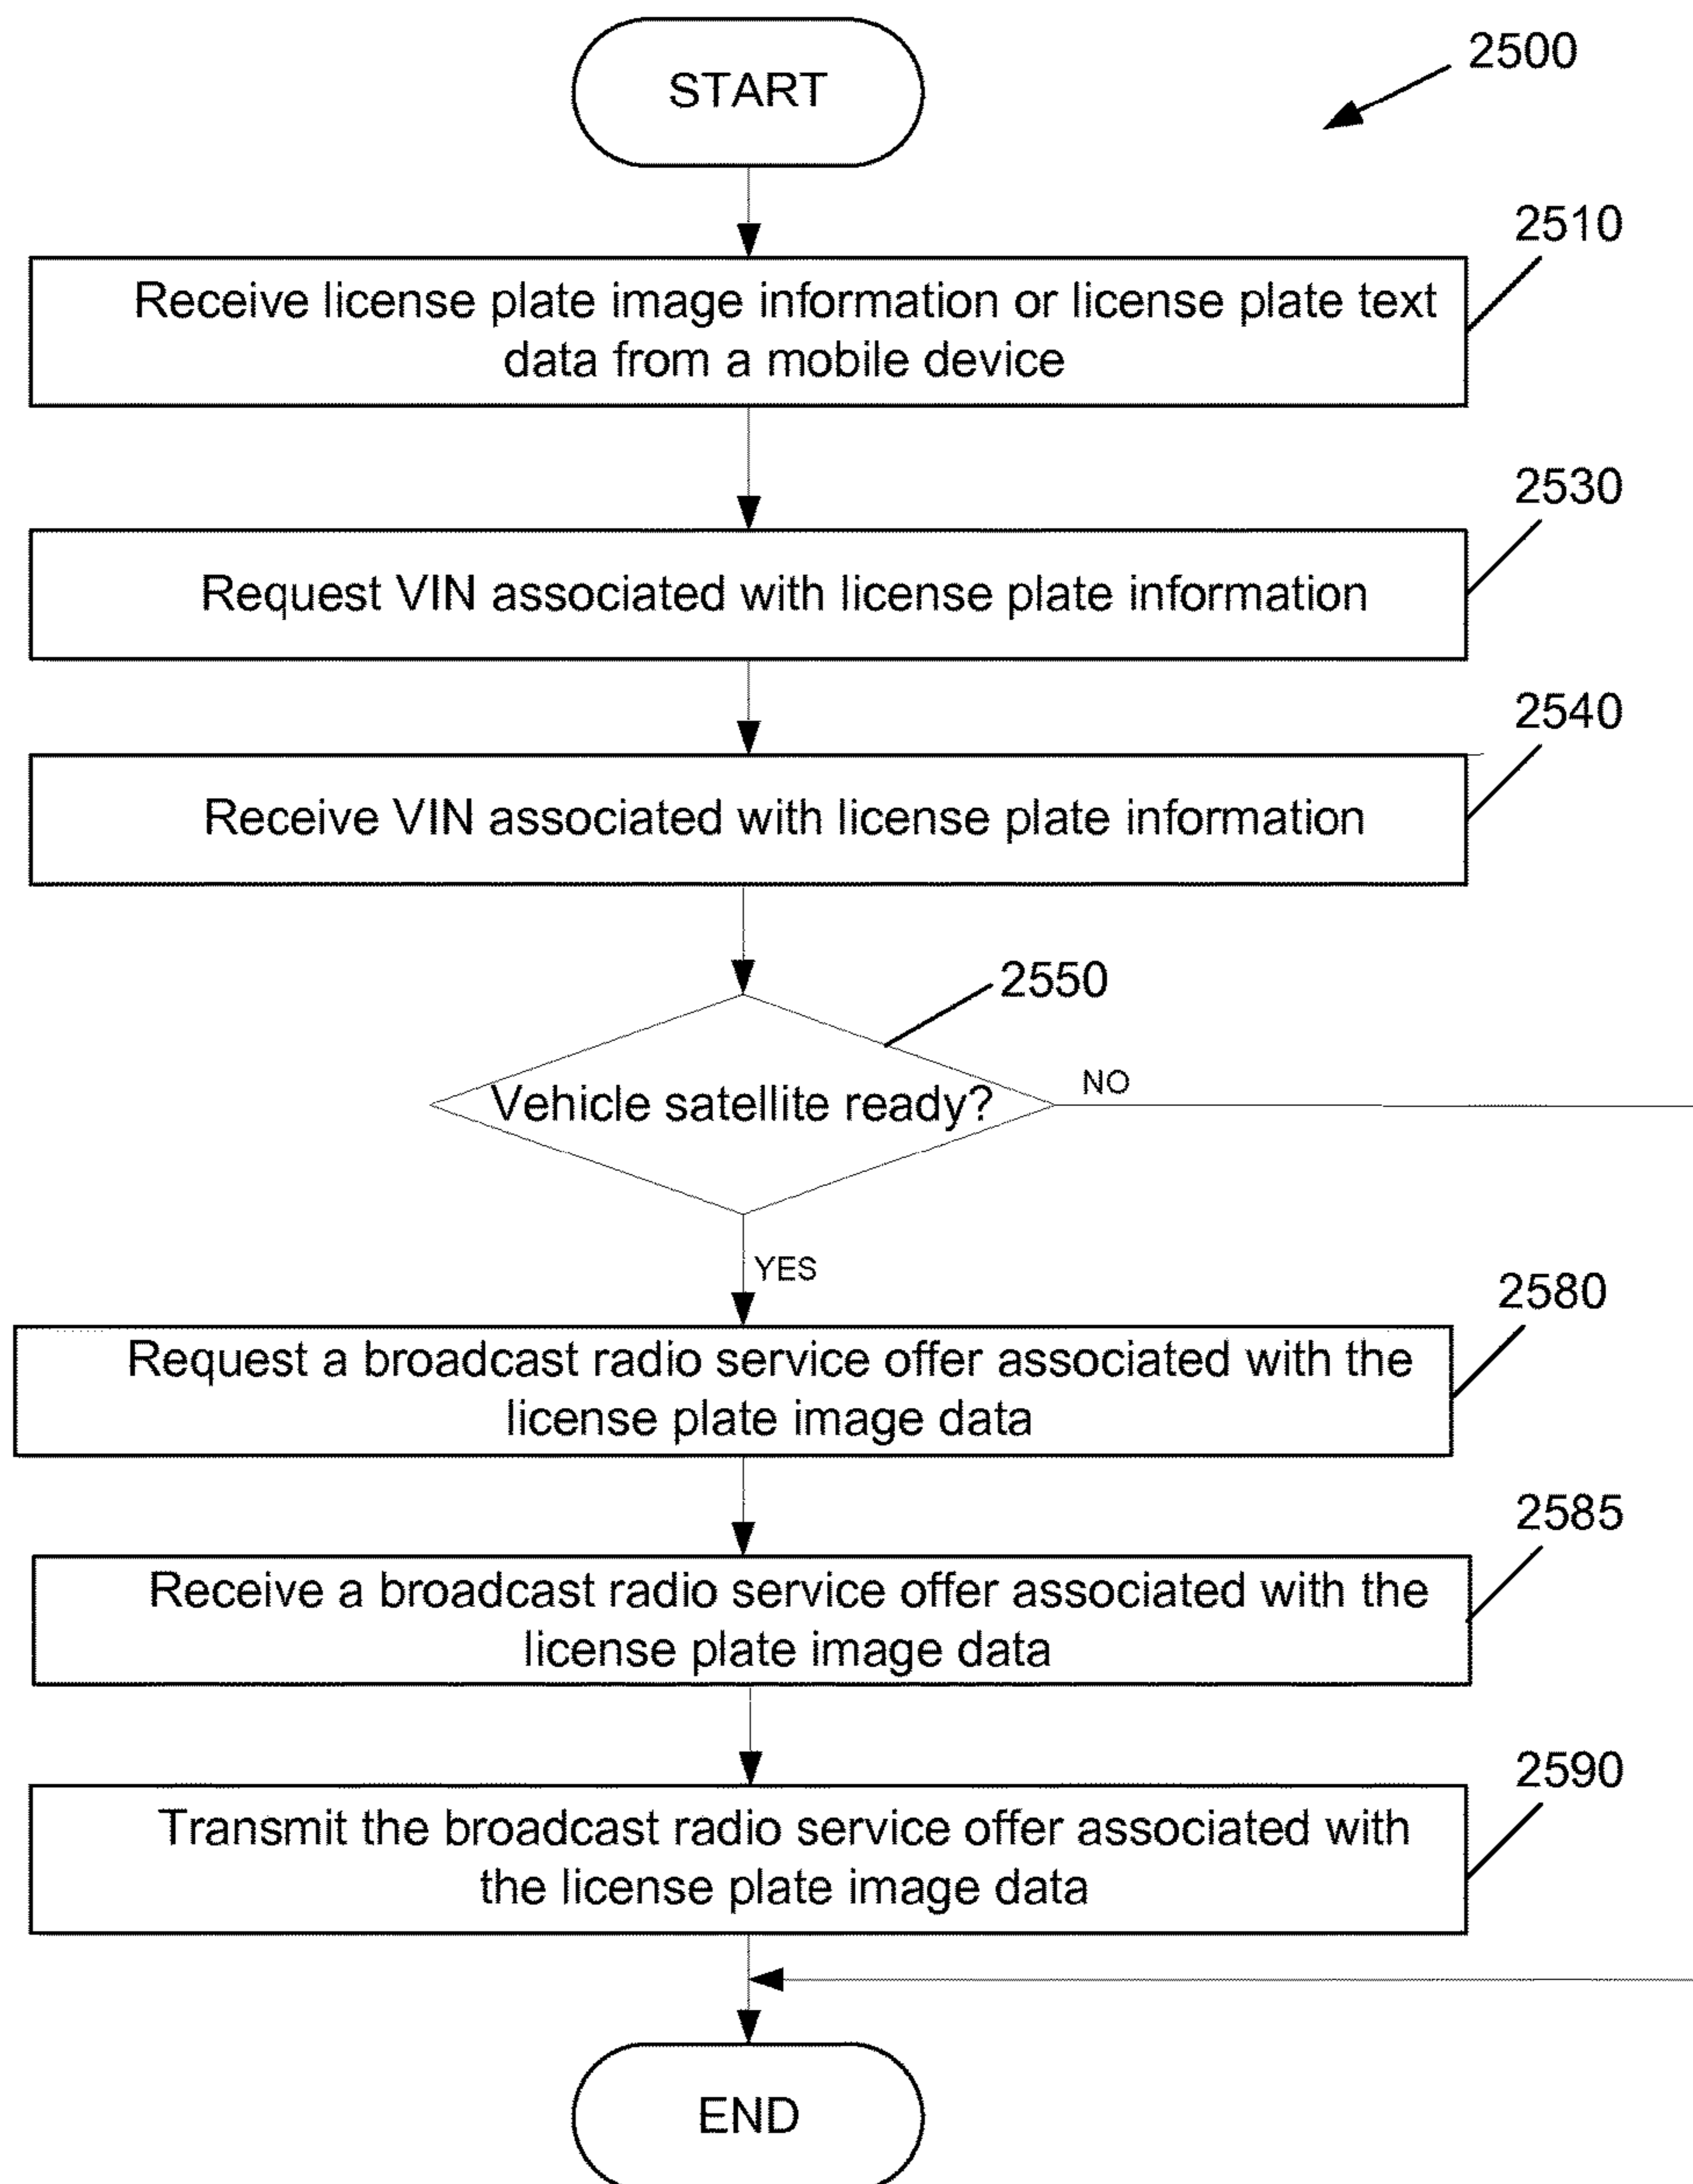 START
2500
2510
Receive license plate image information or license plate text
data from a mobile device
2530
Request VIN associated with license plate information
2540
Receive VIN associated with license plate information
2550
Vehicle satellite ready?
NO
YES
2580
Request a broadcast radio service offer associated with the
license plate image data
2585
Receive a broadcast radio service offer associated with the
license plate image data
2590
Transmit the broadcast radio service offer associated with
the license plate image data
END